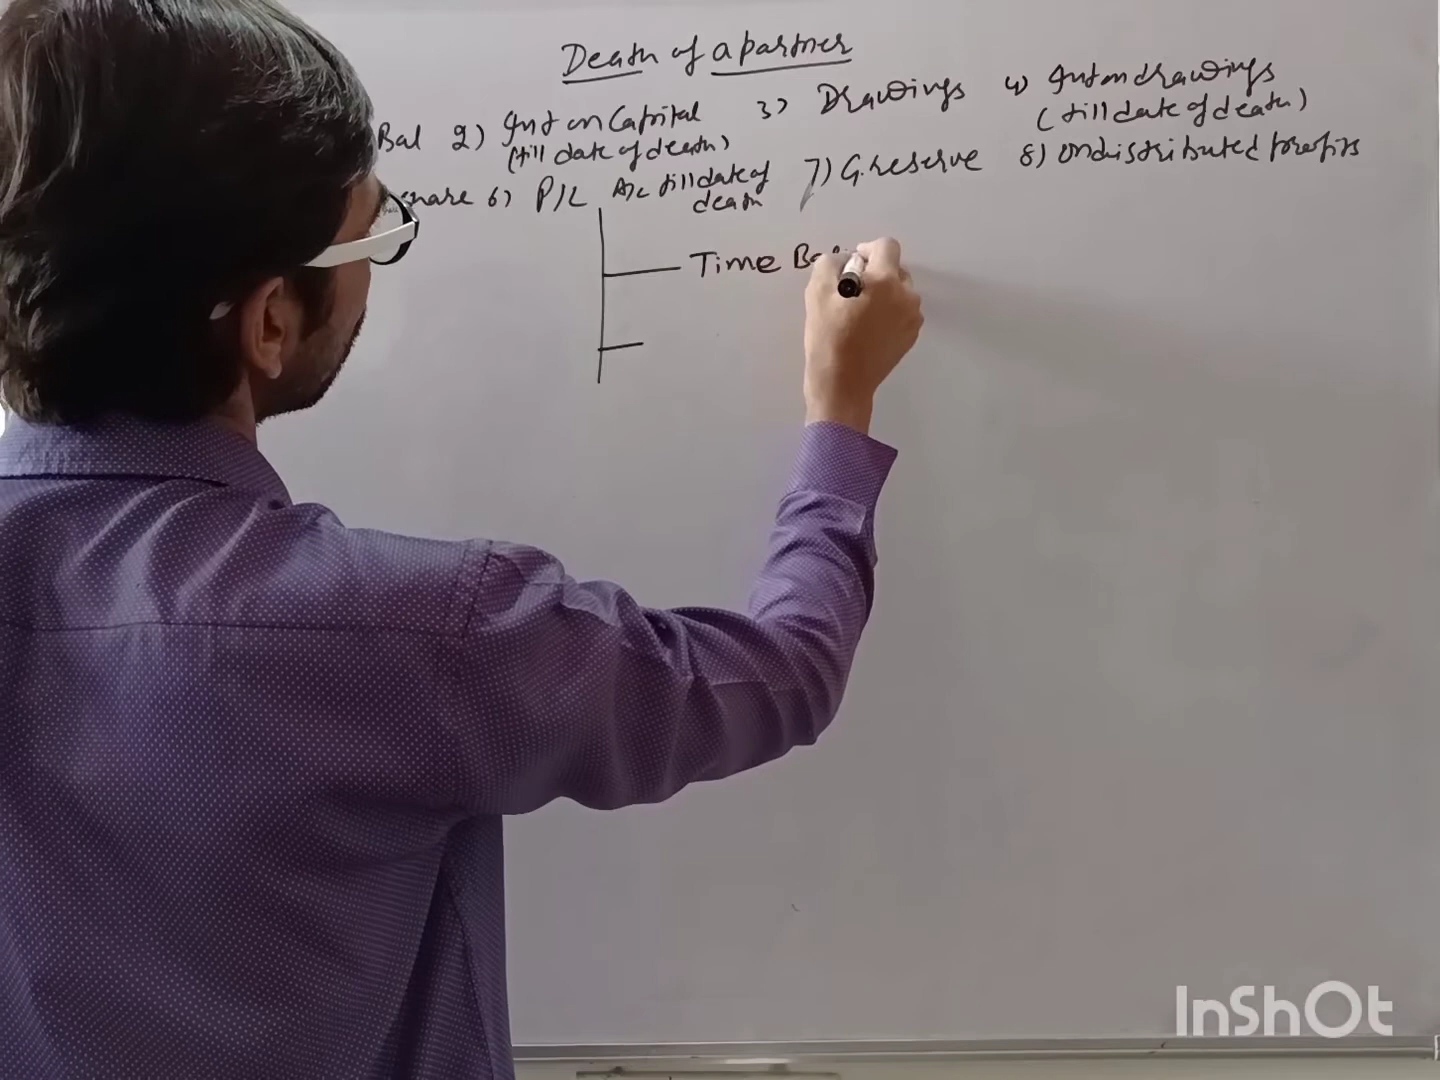 Death of a partner
Bal 2) Int on Capital 3) Drawings 4) Int on drawings
(till date of death) (till date of death)
share 6) P/L A/c till date of death 7) G.reserve 8) undistributed profits
Time
InShOt